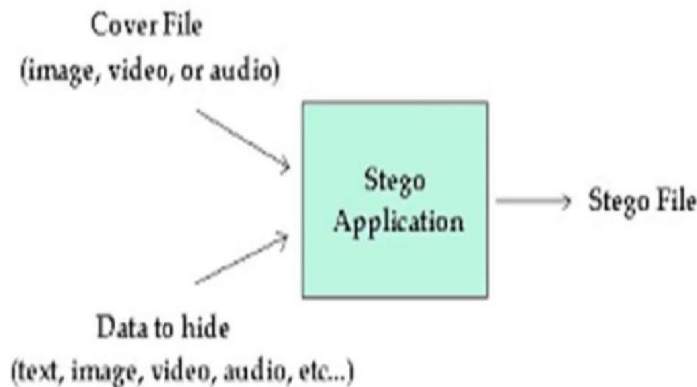 Cover File
(image, video, or audio)
Stego
Application
Stego File
Data to hide
(text, image, video, audio, etc...)